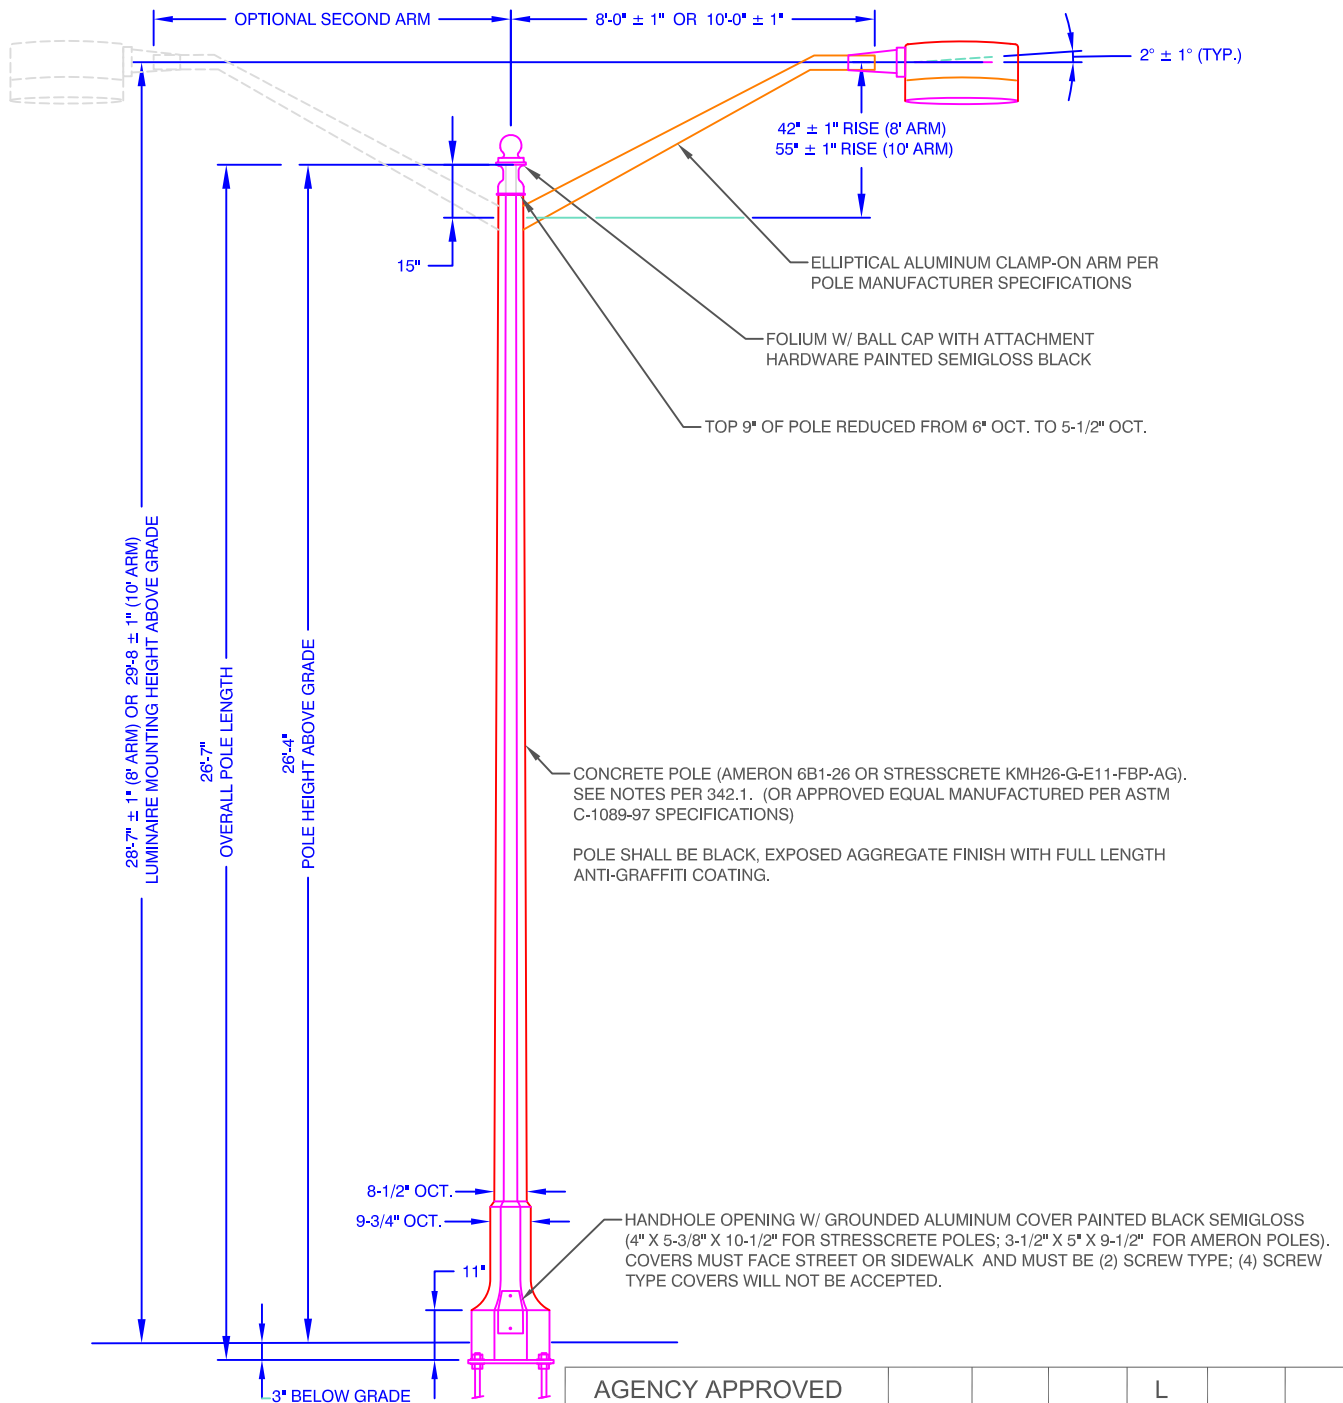 OPTIONAL SECOND ARM
8'-0" ± 1" OR 10'-0" ± 1"
2° ± 1° (TYP.)
42" ± 1" RISE (8' ARM)
55" ± 1" RISE (10' ARM)
15"
ELLIPTICAL ALUMINUM CLAMP-ON ARM PER
POLE MANUFACTURER SPECIFICATIONS
FOLIUM W/ BALL CAP WITH ATTACHMENT
HARDWARE PAINTED SEMIGLOSS BLACK
TOP 9" OF POLE REDUCED FROM 6" OCT. TO 5-1/2" OCT.
28'-7" ± 1" (8' ARM) OR 29'-8 ± 1" (10' ARM)
LUMINAIRE MOUNTING HEIGHT ABOVE GRADE
26'-7"
OVERALL POLE LENGTH
26'-4"
POLE HEIGHT ABOVE GRADE
CONCRETE POLE (AMERON 6B1-26 OR STRESSCRETE KMH26-G-E11-FBP-AG).
SEE NOTES PER 342.1. (OR APPROVED EQUAL MANUFACTURED PER ASTM
C-1089-97 SPECIFICATIONS)
POLE SHALL BE BLACK, EXPOSED AGGREGATE FINISH WITH FULL LENGTH
ANTI-GRAFFITI COATING.
8-1/2" OCT.
9-3/4" OCT.
HANDHOLE OPENING W/ GROUNDED ALUMINUM COVER PAINTED BLACK SEMIGLOSS
(4" X 5-3/8" X 10-1/2" FOR STRESSCRETE POLES; 3-1/2" X 5" X 9-1/2" FOR AMERON POLES).
COVERS MUST FACE STREET OR SIDEWALK AND MUST BE (2) SCREW TYPE; (4) SCREW
TYPE COVERS WILL NOT BE ACCEPTED.
11"
3" BELOW GRADE
AGENCY APPROVED
L